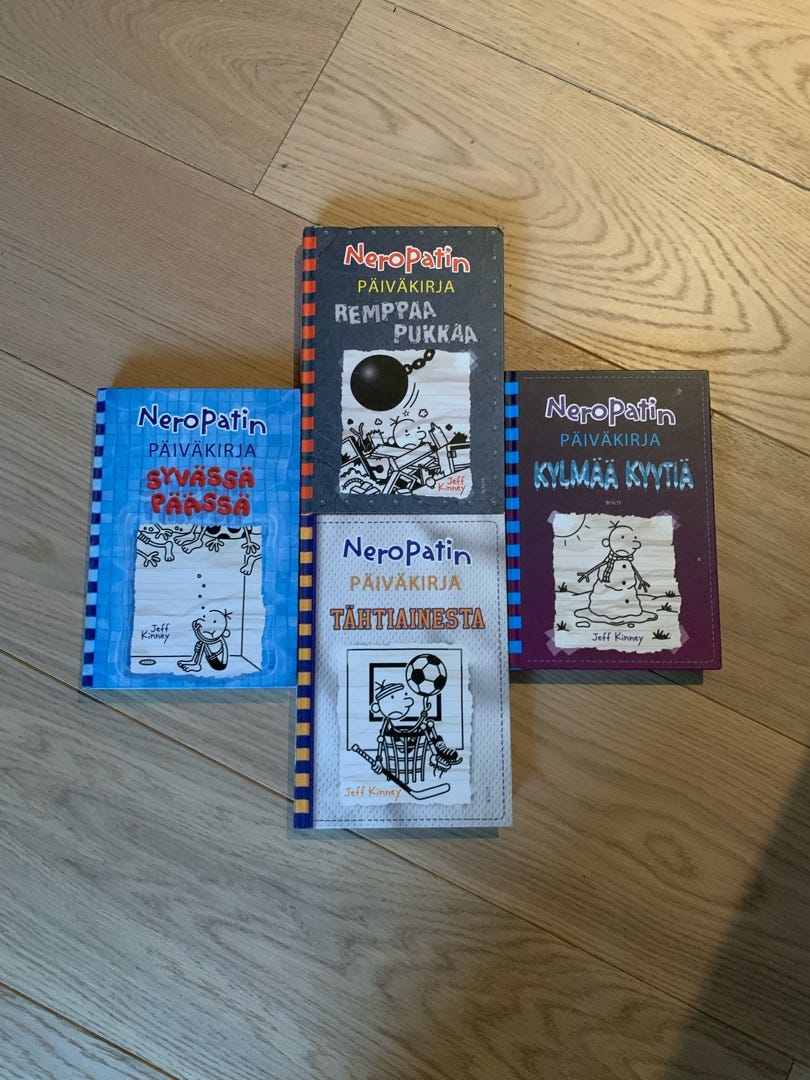 Neropatin
PÄIVÄKIRJA
REMPPAA
PUKKAA
Jeff
Kinney
Neropatin
PÄIVÄKIRJA
SYVÄSSÄ
PÄÄSSÄ
Jeff
Kinney
Neropatin
PÄIVÄKIRJA
KYLMÄÄ KYYTIÄ
Jeff Kinney
Neropatin
PÄIVÄKIRJA
TÄHTIAINESTA
Jeff Kinney